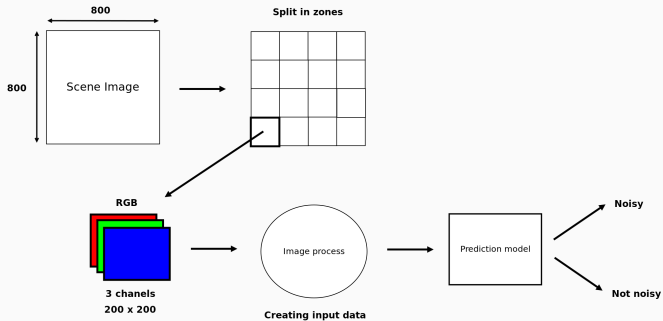 800
Split in zones
800
Scene Image
RGB
3 chanels
200 x 200
Image process
Creating input data
Prediction model
Noisy
Not noisy